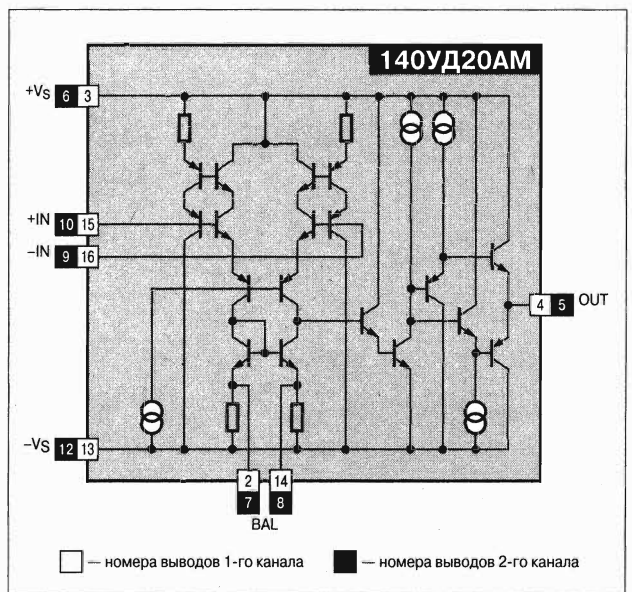 140УД20АМ
+VS 6 3
+IN 10 15
–IN 9 16
4 5 OUT
–VS 12 13
2 14
7 8
BAL
— номера выводов 1-го канала
— номера выводов 2-го канала